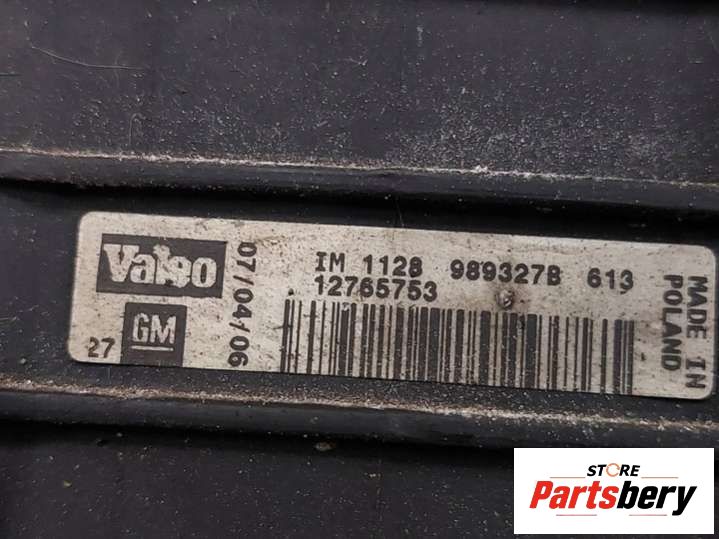 Valeo
GM
27
07/04/06
IM 1128 989327B 613
12765753
MADE IN
POLAND
STORE
Partsbery